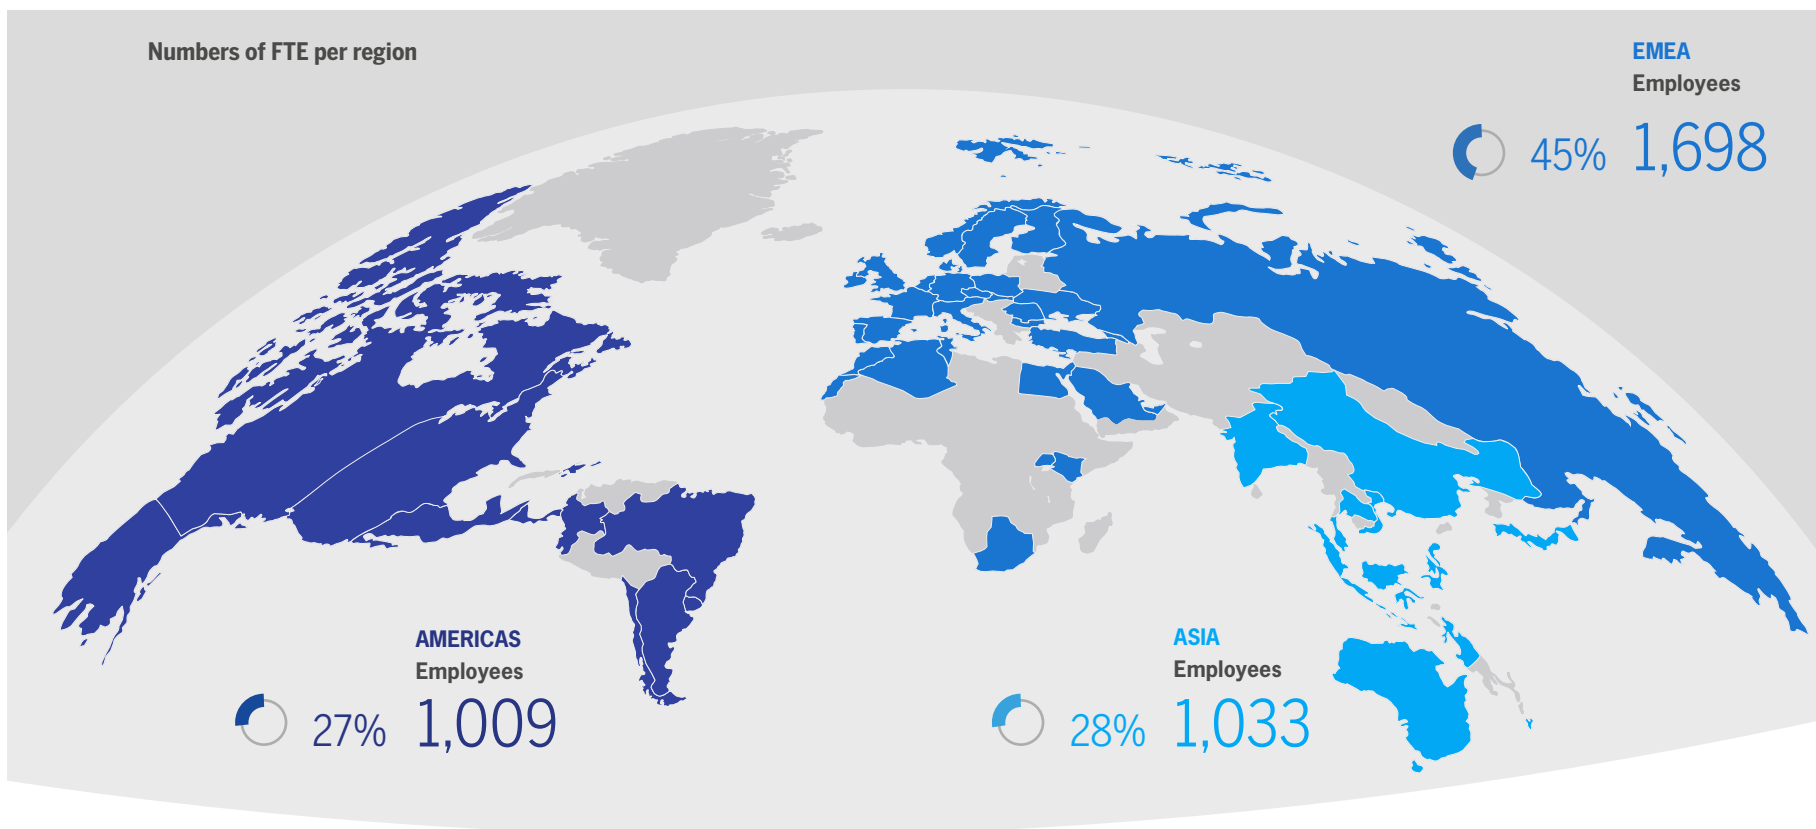 Numbers of FTE per region
EMEA
Employees
45% 1,698
AMERICAS
Employees
27% 1,009
ASIA
Employees
28% 1,033